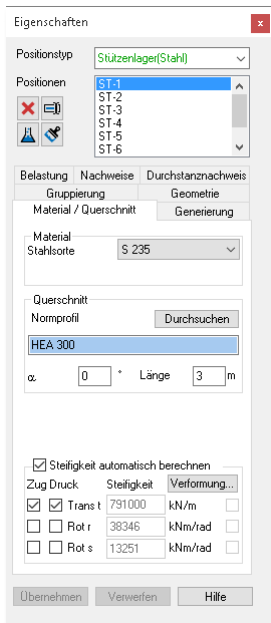 Eigenschaften x
Positionstyp Stützenlager(Stahl)
Positionen
ST-1
ST-2
ST-3
ST-4
ST-5
ST-6
Belastung Nachweise Durchstanznachweis
Gruppierung Geometrie
Material / Querschnitt Generierung
Material
Stahlsorte S 235
Querschnitt
Normprofil Durchsuchen
HEA 300
α 0 ° Länge 3 m
Steifigkeit automatisch berechnen
Zug Druck Steifigkeit Verformung...
Trans t 791000 kN/m
Rot r 38346 kNm/rad
Rot s 13251 kNm/rad
Übernehmen Verwerfen Hilfe